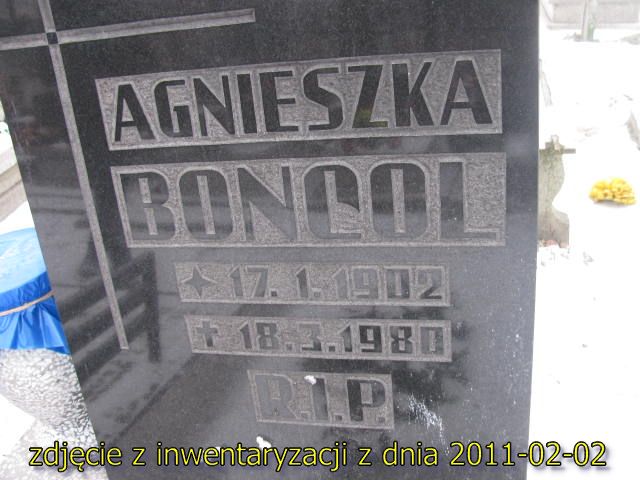 AGNIESZKA
BONCOL
17.1.1902
✝ 18.3.1980
R.I.P.
zdjęcie z inwentaryzacji z dnia 2011-02-02